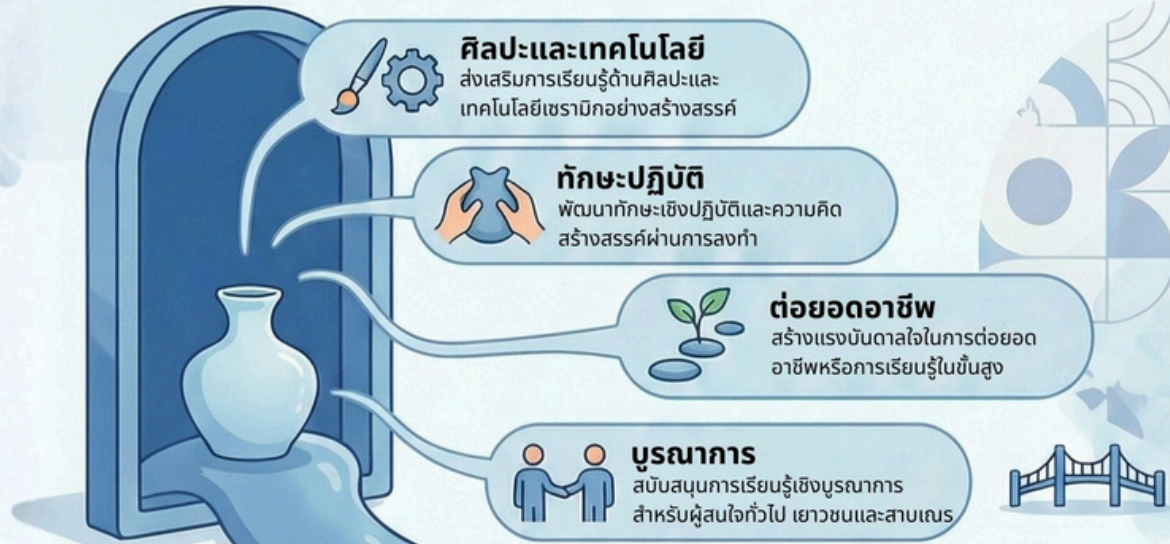 ศิลปะและเทคโนโลยี
ส่งเสริมการเรียนรู้ด้านศิลปะและ
เทคโนโลยีเซรามิกอย่างสร้างสรรค์
ทักษะปฏิบัติ
พัฒนาทักษะเชิงปฏิบัติและความคิด
สร้างสรรค์ผ่านการลงทำ
ต่อยอดอาชีพ
สร้างแรงบันดาลใจในการต่อยอด
อาชีพหรือการเรียนรู้ในขั้นสูง
บูรณาการ
สบับสนุนการเรียนรู้เชิงบูรณาการ
สำหรับผู้สนใจทั่วไป เยาวชนและสาบเณร